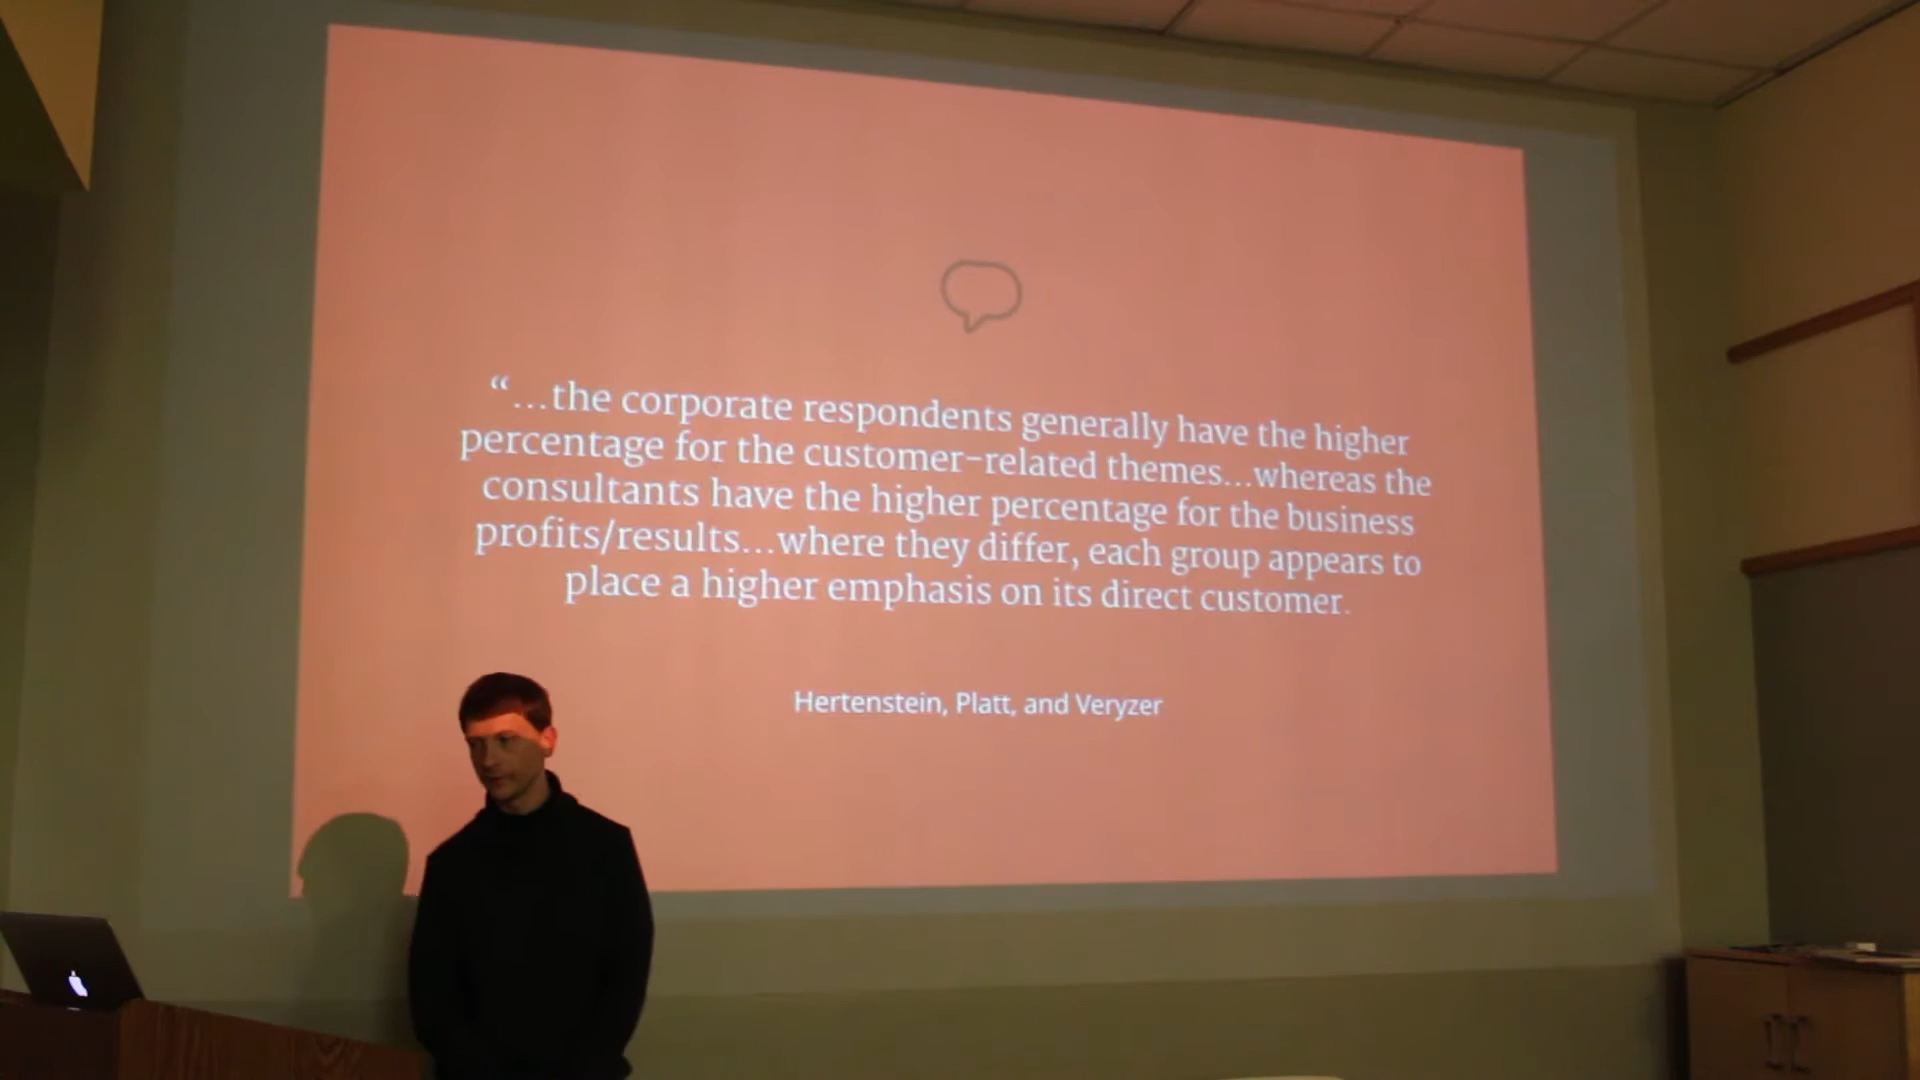 “...the corporate respondents generally have the higher
percentage for the customer-related themes...whereas the
consultants have the higher percentage for the business
profits/results...where they differ, each group appears to
place a higher emphasis on its direct customer.
Hertenstein, Platt, and Veryzer